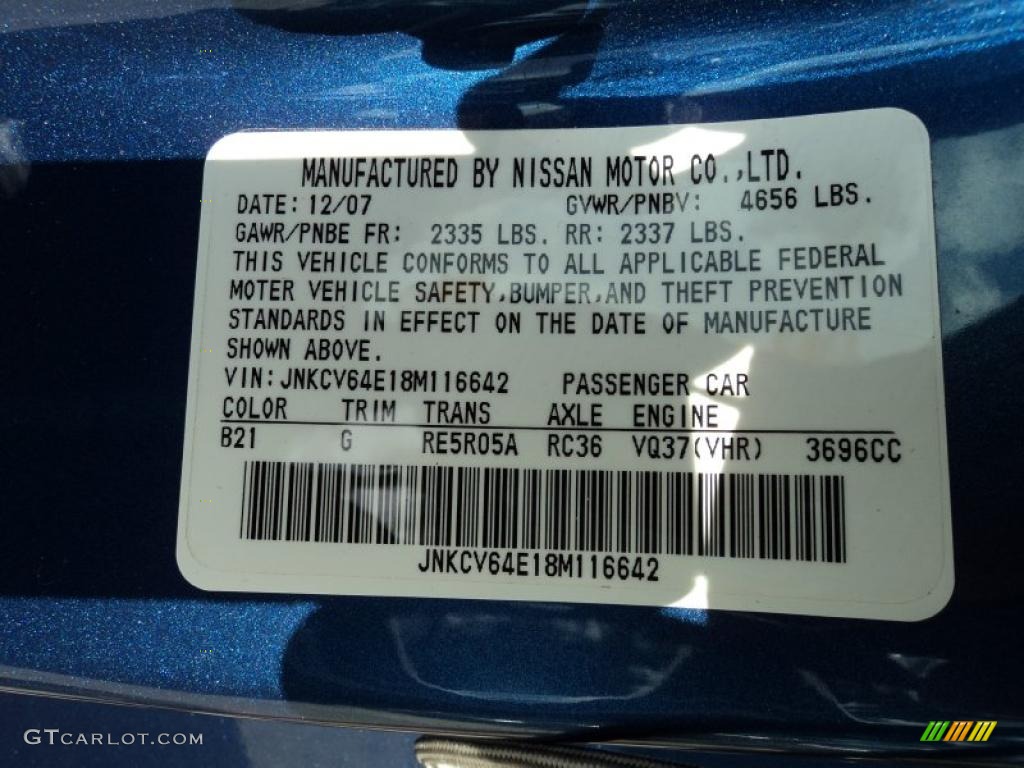 MANUFACTURED BY NISSAN MOTOR CO.,LTD.
DATE: 12/07 GVWR/PNBV: 4656 LBS.
GAWR/PNBE FR: 2335 LBS. RR: 2337 LBS.
THIS VEHICLE CONFORMS TO ALL APPLICABLE FEDERAL
MOTER VEHICLE SAFETY,BUMPER,AND THEFT PREVENTION
STANDARDS IN EFFECT ON THE DATE OF MANUFACTURE
SHOWN ABOVE.
VIN: JNKCV64E18M116642 PASSENGER CAR
COLOR TRIM TRANS AXLE ENGINE
B21 G RE5R05A RC36 VQ37(VHR) 3696CC
JNKCV64E18M116642
GTCARLOT.COM